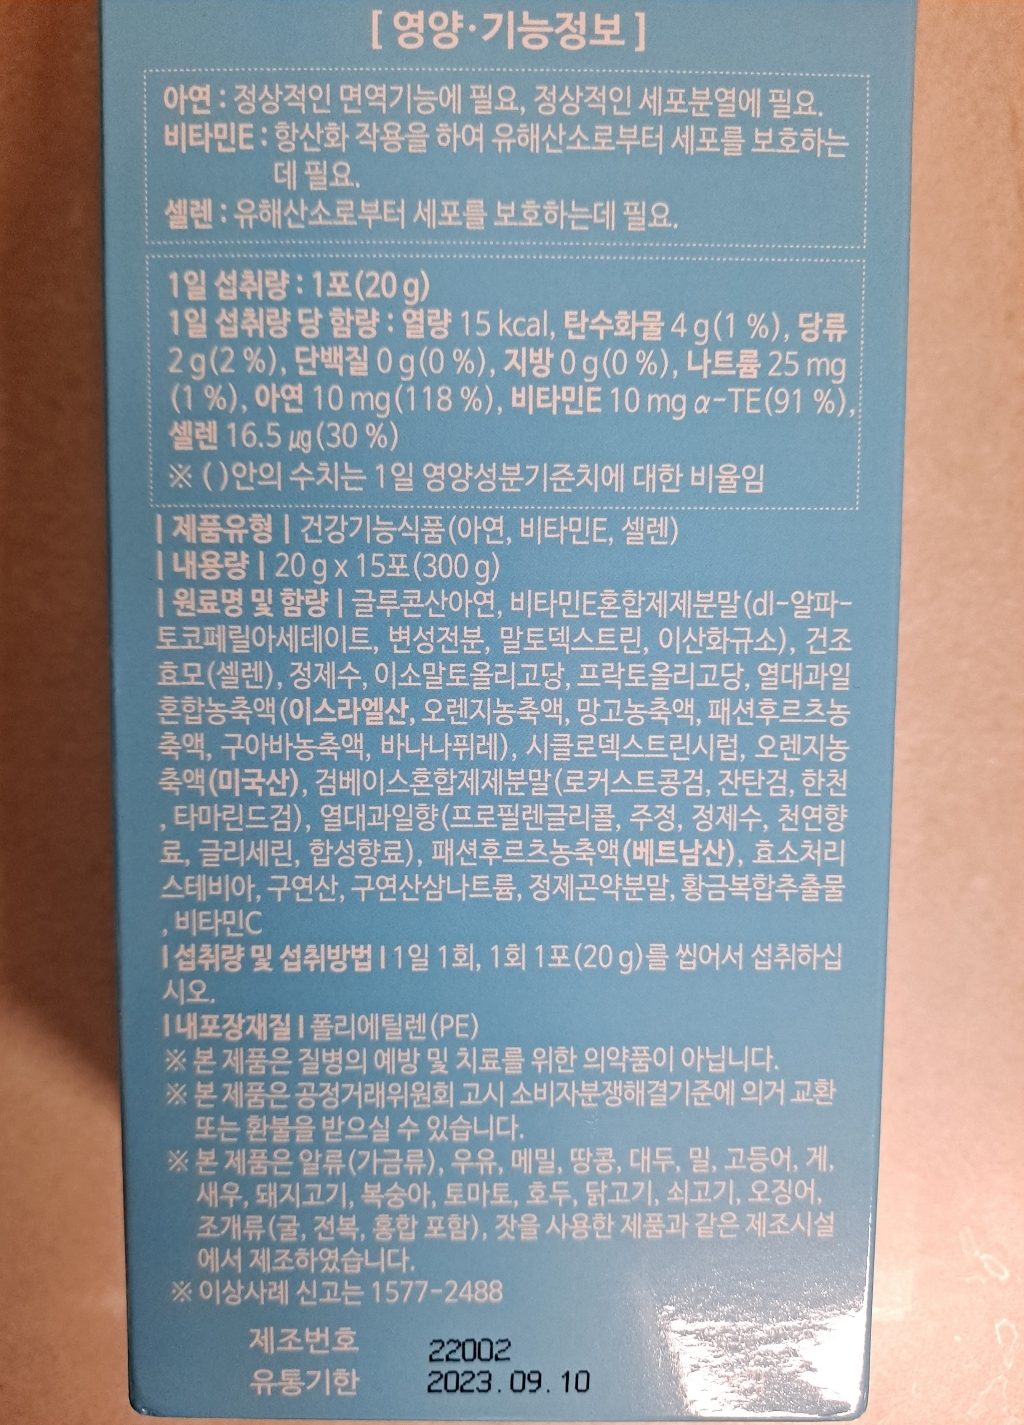 [ 영양·기능정보 ]
아연 : 정상적인 면역기능에 필요, 정상적인 세포분열에 필요.
비타민E : 항산화 작용을 하여 유해산소로부터 세포를 보호하는
데 필요.
셀렌 : 유해산소로부터 세포를 보호하는데 필요.
1일 섭취량 : 1포(20 g)
1일 섭취량 당 함량 : 열량 15 kcal, 탄수화물 4 g(1 %), 당류
2 g(2 %), 단백질 0 g(0 %), 지방 0 g(0 %), 나트륨 25 mg
(1 %), 아연 10 mg(118 %), 비타민E 10 mg α-TE(91 %),
셀렌 16.5 μg(30 %)
※ ( )안의 수치는 1일 영양성분기준치에 대한 비율임
| 제품유형 | 건강기능식품(아연, 비타민E, 셀렌)
| 내용량 | 20 g x 15포(300 g)
| 원료명 및 함량 | 글루콘산아연, 비타민E혼합제제분말(dl-알파-
토코페릴아세테이트, 변성전분, 말토덱스트린, 이산화규소), 건조
효모(셀렌), 정제수, 이소말토올리고당, 프락토올리고당, 열대과일
혼합농축액(이스라엘산, 오렌지농축액, 망고농축액, 패션후르츠농
축액, 구아바농축액, 바나나퓌레), 시클로덱스트린시럽, 오렌지농
축액(미국산), 검베이스혼합제제분말(로커스트콩검, 잔탄검, 한천
, 타마린드검), 열대과일향(프로필렌글리콜, 주정, 정제수, 천연향
료, 글리세린, 합성향료), 패션후르츠농축액(베트남산), 효소처리
스테비아, 구연산, 구연산삼나트륨, 정제곤약분말, 황금복합추출물
, 비타민C
| 섭취량 및 섭취방법 | 1일 1회, 1회 1포(20 g)를 씹어서 섭취하십
시오.
| 내포장재질 | 폴리에틸렌(PE)
※ 본 제품은 질병의 예방 및 치료를 위한 의약품이 아닙니다.
※ 본 제품은 공정거래위원회 고시 소비자분쟁해결기준에 의거 교환
또는 환불을 받으실 수 있습니다.
※ 본 제품은 알류(가금류), 우유, 메밀, 땅콩, 대두, 밀, 고등어, 게,
새우, 돼지고기, 복숭아, 토마토, 호두, 닭고기, 쇠고기, 오징어,
조개류(굴, 전복, 홍합 포함), 잣을 사용한 제품과 같은 제조시설
에서 제조하였습니다.
※ 이상사례 신고는 1577-2488
제조번호 22002
유통기한 2023.09.10